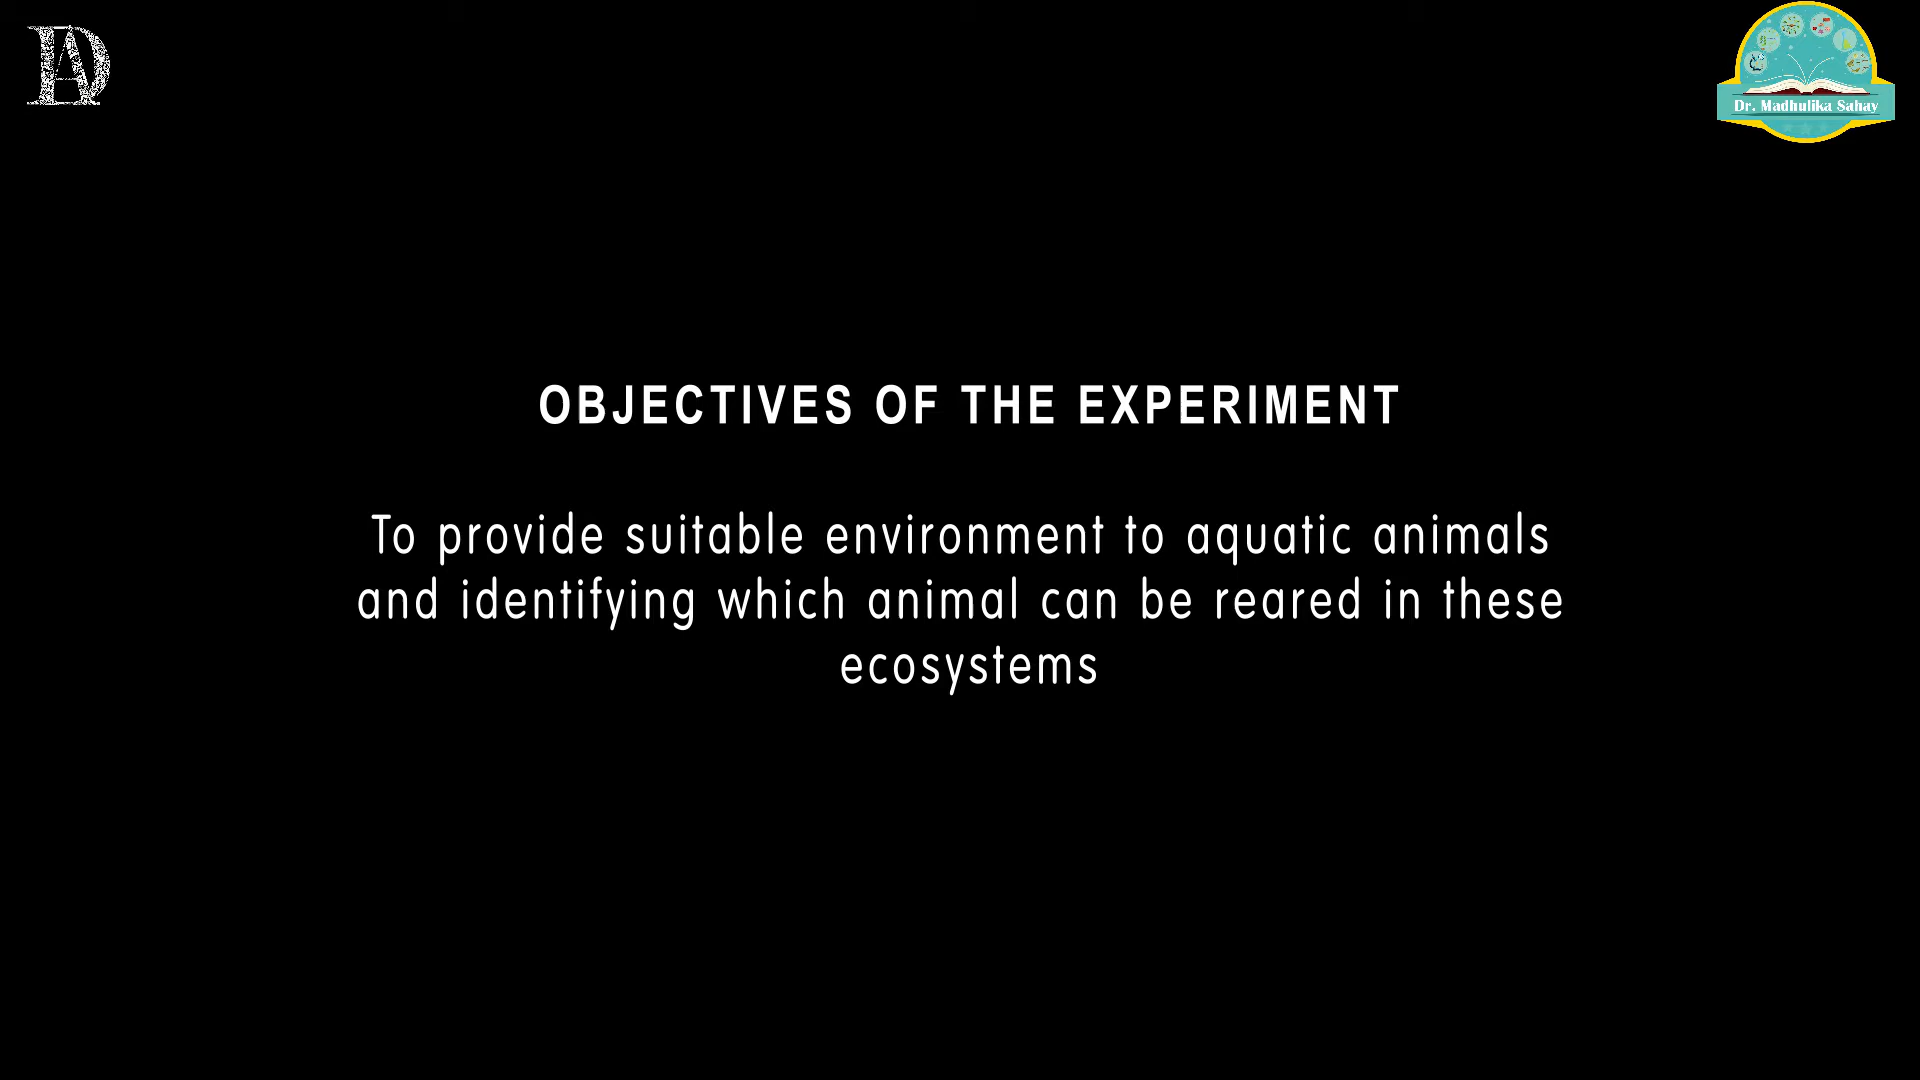 DA
Dr. Madhulika Sahay
OBJECTIVES OF THE EXPERIMENT
To provide suitable environment to aquatic animals
and identifying which animal can be reared in these
ecosystems